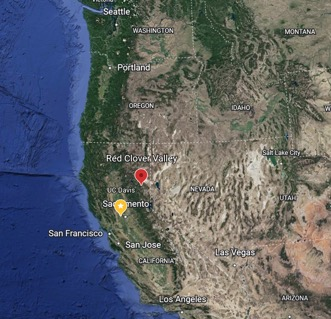 Seattle
WASHINGTON
MONTANA
Portland
OREGON
IDAHO
Red Clover Valley
Salt Lake City
UC Davis
NEVADA
UTAH
San Francisco
San Jose
CALIFORNIA
Las Vegas
Los Angeles
ARIZONA